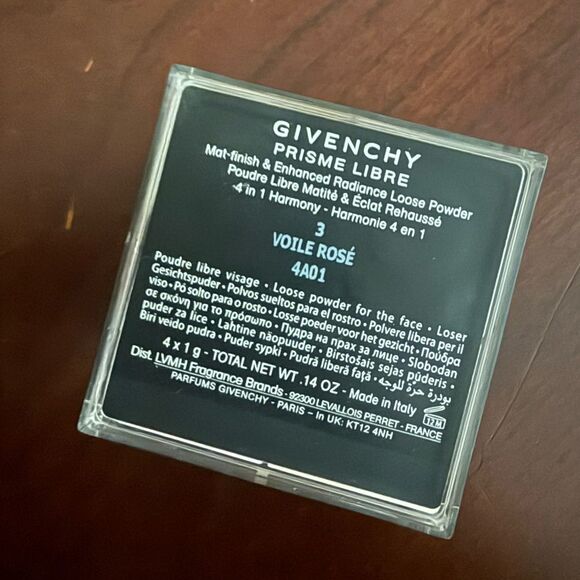 GIVENCHY
PRISME LIBRE
Mat-finish & Enhanced Radiance Loose Powder
Poudre Libre Matité & Éclat Rehaussé
4 in 1 Harmony - Harmonie 4 en 1
3
VOILE ROSÉ
4A01
Poudre libre visage • Loose powder for the face • Loser
Gesichtspuder • Polvos sueltos para el rostro • Polvere libera per il
viso • Pó solto para o rosto • Losse poeder voor het gezicht • Πούδρα
σε σκόνη για το πρόσωπο • Пудра на прах за лице • Slobodan
puder za lice • Lahtine näopuuder • Birstošais sejas pūderis •
Biri veido pudra • Puder sypki • Pudră liberă față • بودرة حرة للوجه
4 x 1 g - TOTAL NET WT .14 OZ - Made in Italy
12 M
Dist. LVMH Fragrance Brands - 92300 LEVALLOIS PERRET - FRANCE
PARFUMS GIVENCHY - PARIS - In UK: KT12 4NH